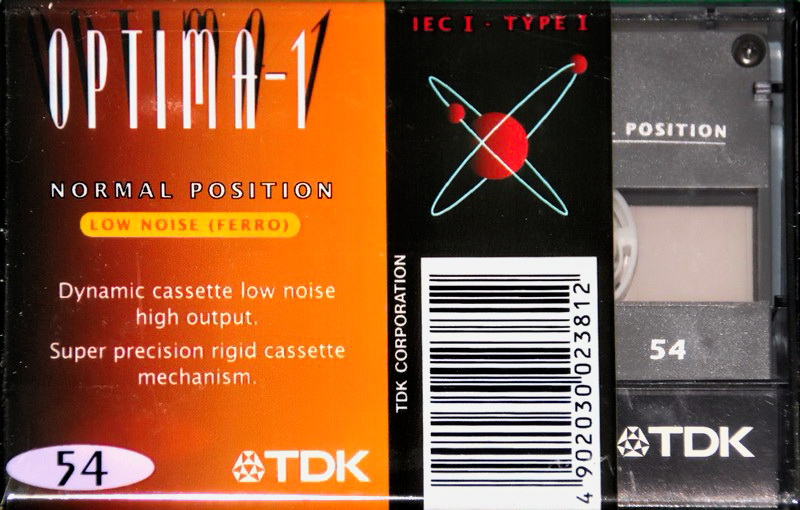 OPTIMA-1
NORMAL POSITION
LOW NOISE (FERRO)
Dynamic cassette low noise
high output.
Super precision rigid cassette
mechanism.
54
TDK
IEC I · TYPE I
TDK CORPORATION
4 902030 023812
L POSITION
54
TDK